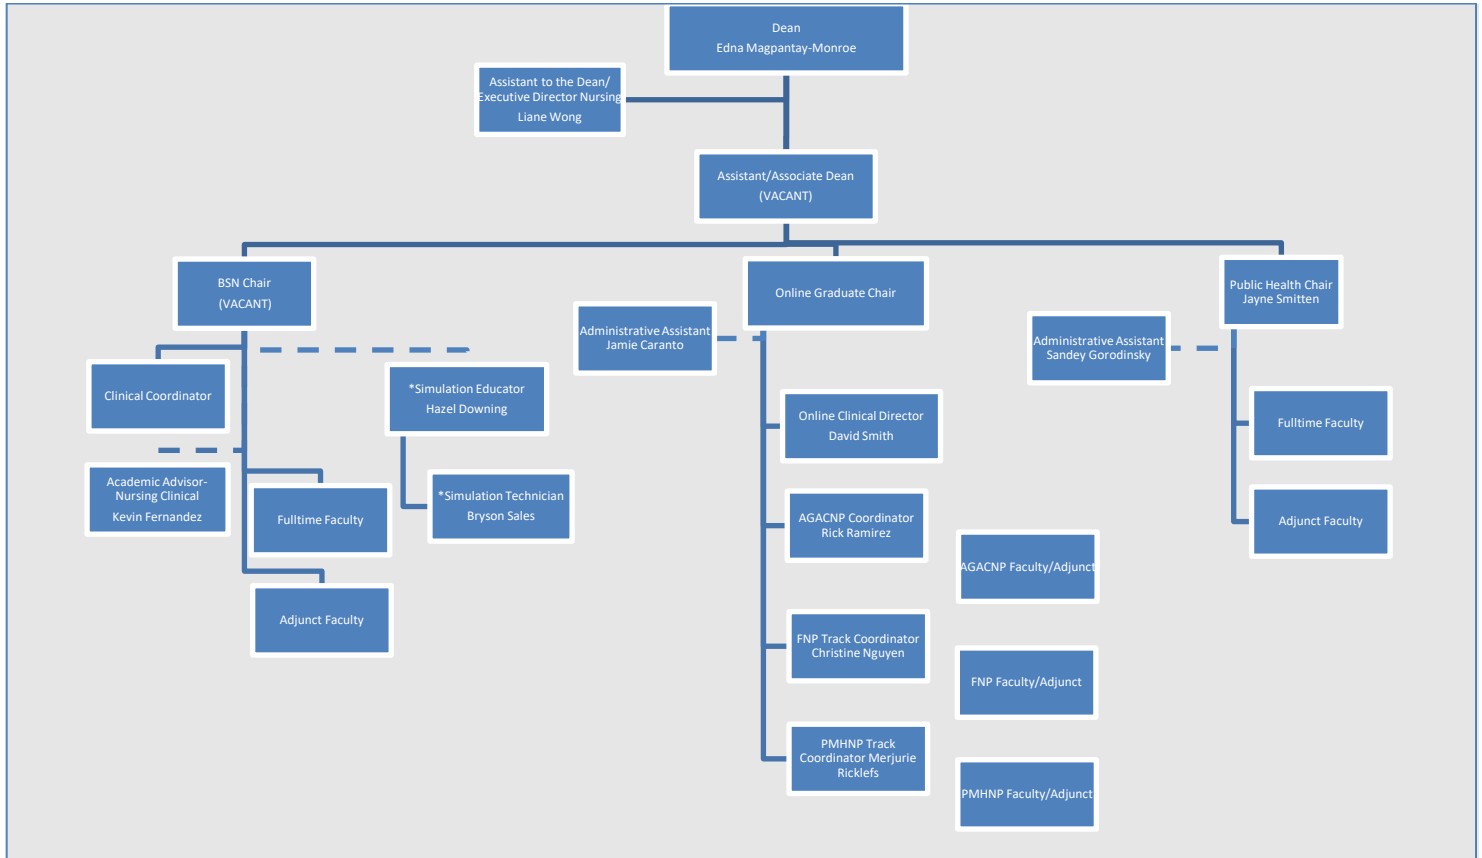 Dean
Edna Magpantay-Monroe
Assistant to the Dean/
Executive Director Nursing
Liane Wong
Assistant/Associate Dean
(VACANT)
BSN Chair
(VACANT)
Online Graduate Chair
Public Health Chair
Jayne Smitten
Administrative Assistant
Jamie Caranto
Administrative Assistant
Sandey Gorodinsky
Clinical Coordinator
*Simulation Educator
Hazel Downing
Online Clinical Director
David Smith
Fulltime Faculty
Academic Advisor-
Nursing Clinical
Kevin Fernandez
Fulltime Faculty
*Simulation Technician
Bryson Sales
AGACNP Coordinator
Rick Ramirez
Adjunct Faculty
AGACNP Faculty/Adjunct
Adjunct Faculty
FNP Track Coordinator
Christine Nguyen
FNP Faculty/Adjunct
PMHNP Track
Coordinator Merjurie
Ricklefs
PMHNP Faculty/Adjunct